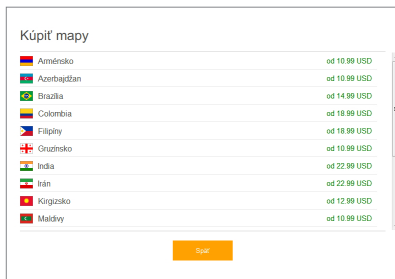 Kúpiť mapy
Arménsko od 10.99 USD
Azerbajdžan od 10.99 USD
Brazília od 14.99 USD
Colombia od 18.99 USD
Filipíny od 18.99 USD
Gruzínsko od 10.99 USD
India od 22.99 USD
Irán od 22.99 USD
Kirgizsko od 12.99 USD
Maldivy od 10.99 USD
Späť